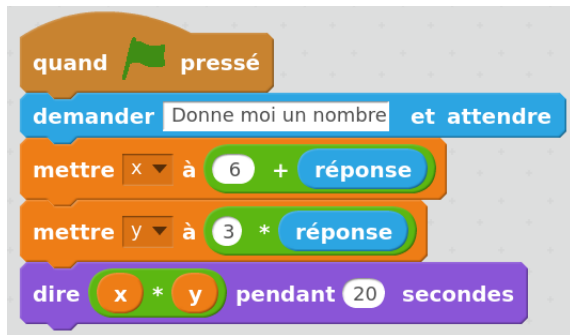 quand pressé
demander Donne moi un nombre et attendre
mettre x à 6 + réponse
mettre y à 3 * réponse
dire x * y pendant 20 secondes